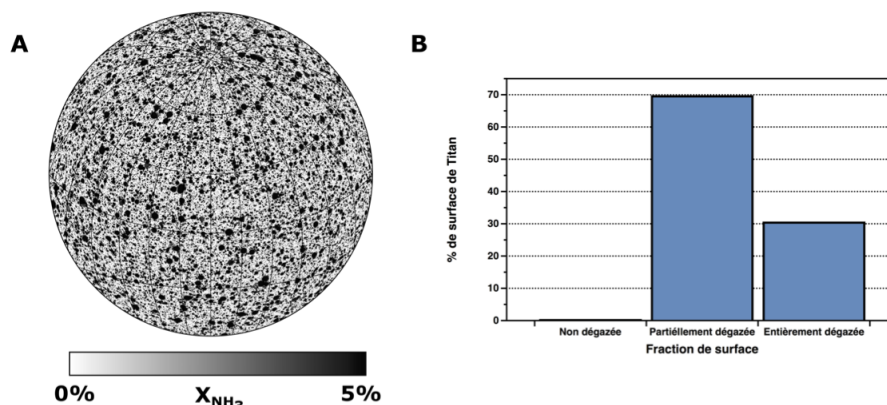 A
B
% de surface de Titan
70
60
50
40
30
20
10
0
Non dégazée Partiéllement dégazée Entièrement dégazée
Fraction de surface
0% X_NH3 5%